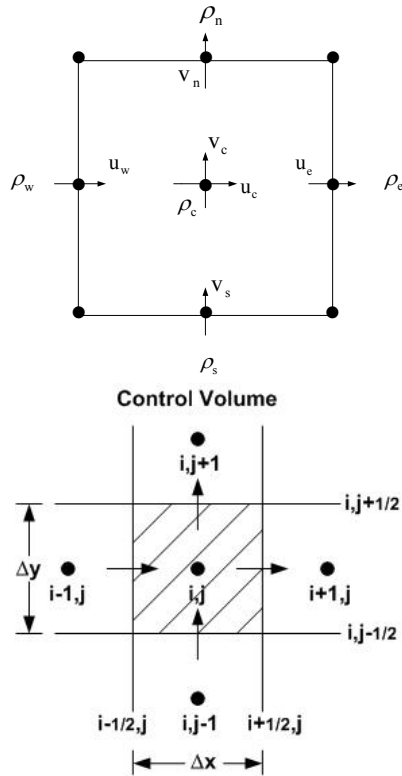 ρn
vn
vc
ρw
uw
ue
ρe
ρc
uc
vs
ρs
Control Volume
i,j+1
i,j+1/2
Δy
i-1,j
i,j
i+1,j
i,j-1/2
i-1/2,j
i,j-1
i+1/2,j
Δx